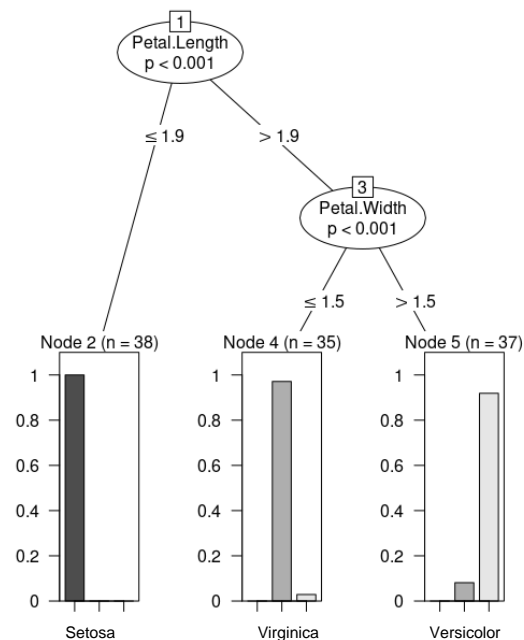 1
Petal.Length
p < 0.001
≤ 1.9
> 1.9
3
Petal.Width
p < 0.001
≤ 1.5
> 1.5
Node 2 (n = 38)
1
0.8
0.6
0.4
0.2
0
Setosa
Node 4 (n = 35)
1
0.8
0.6
0.4
0.2
0
Virginica
Node 5 (n = 37)
1
0.8
0.6
0.4
0.2
0
Versicolor